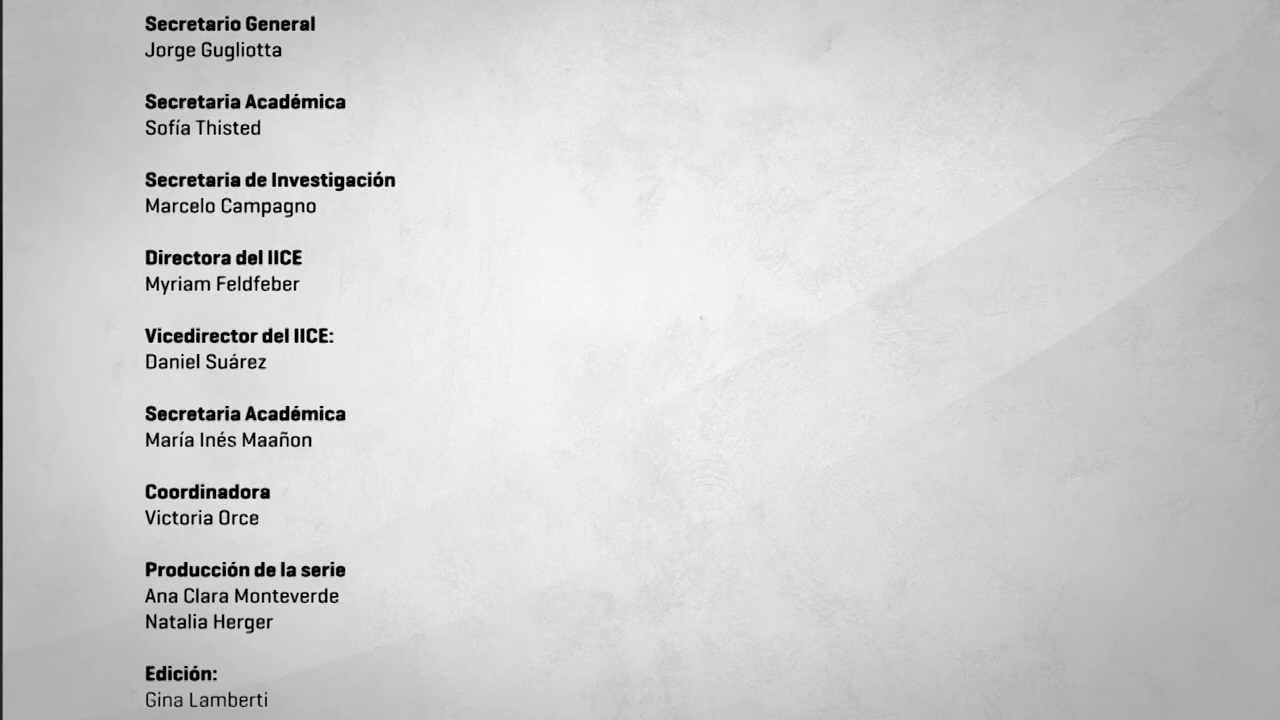 Secretario General
Jorge Gugliotta
Secretaria Académica
Sofía Thisted
Secretaria de Investigación
Marcelo Campagno
Directora del IICE
Myriam Feldfeber
Vicedirector del IICE:
Daniel Suárez
Secretaria Académica
María Inés Maañon
Coordinadora
Victoria Orce
Producción de la serie
Ana Clara Monteverde
Natalia Herger
Edición:
Gina Lamberti